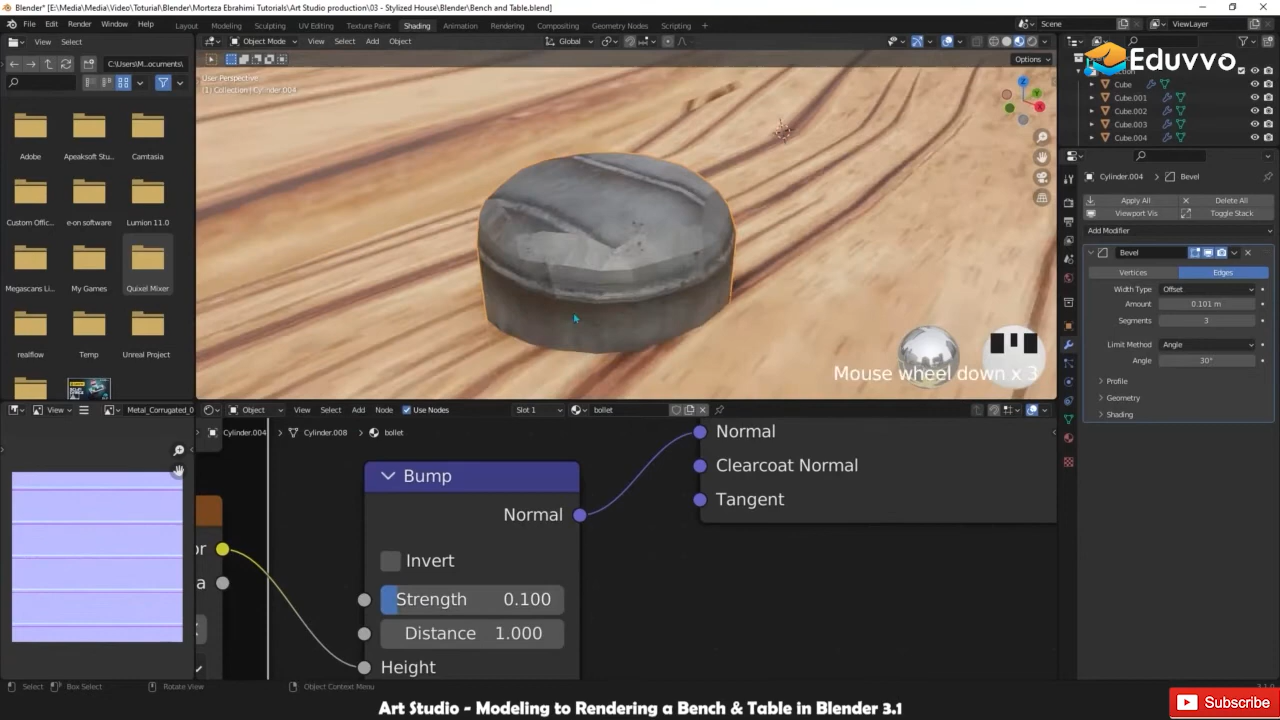 Blender* [E:\Media\Media\Video\Toturial\Blender\Morteza Ebrahimi Tutorials\Art Studio production\03 - Stylized House\Blender\Bench and Table.blend]
File Edit Render Window Help Layout Modeling Sculpting UV Editing Texture Paint Shading Animation Rendering Compositing Geometry Nodes Scripting + Scene ViewLayer
View Select Object Mode View Select Add Object Global
C:\Users\M...ocuments\ Options
Eduvvo
User Perspective
(1) Collection | Cylinder.004
Cube
Cube.001
Cube.002
Cube.003
Cube.004
Adobe Apeaksoft Stu... Camtasia
Custom Offic... e-on software Lumion 11.0
Megascans Li... My Games Quixel Mixer
realflow Temp Unreal Project
Cylinder.004 > Bevel
Apply All Delete All
Viewport Vis Toggle Stack
Add Modifier
Bevel
Vertices Edges
Width Type Offset
Amount 0.101 m
Segments 3
Limit Method Angle
Angle 30°
Profile
Geometry
Shading
Mouse wheel down x 3
View Metal_Corrugated_0 Object View Select Add Node Use Nodes Slot 1 bollet
Cylinder.004 > Cylinder.008 > bollet
Normal
Clearcoat Normal
Tangent
Bump
Normal
Invert
Strength 0.100
Distance 1.000
Height
or
a
Select Box Select Rotate View Object Context Menu
Art Studio - Modeling to Rendering a Bench & Table in Blender 3.1
Subscribe